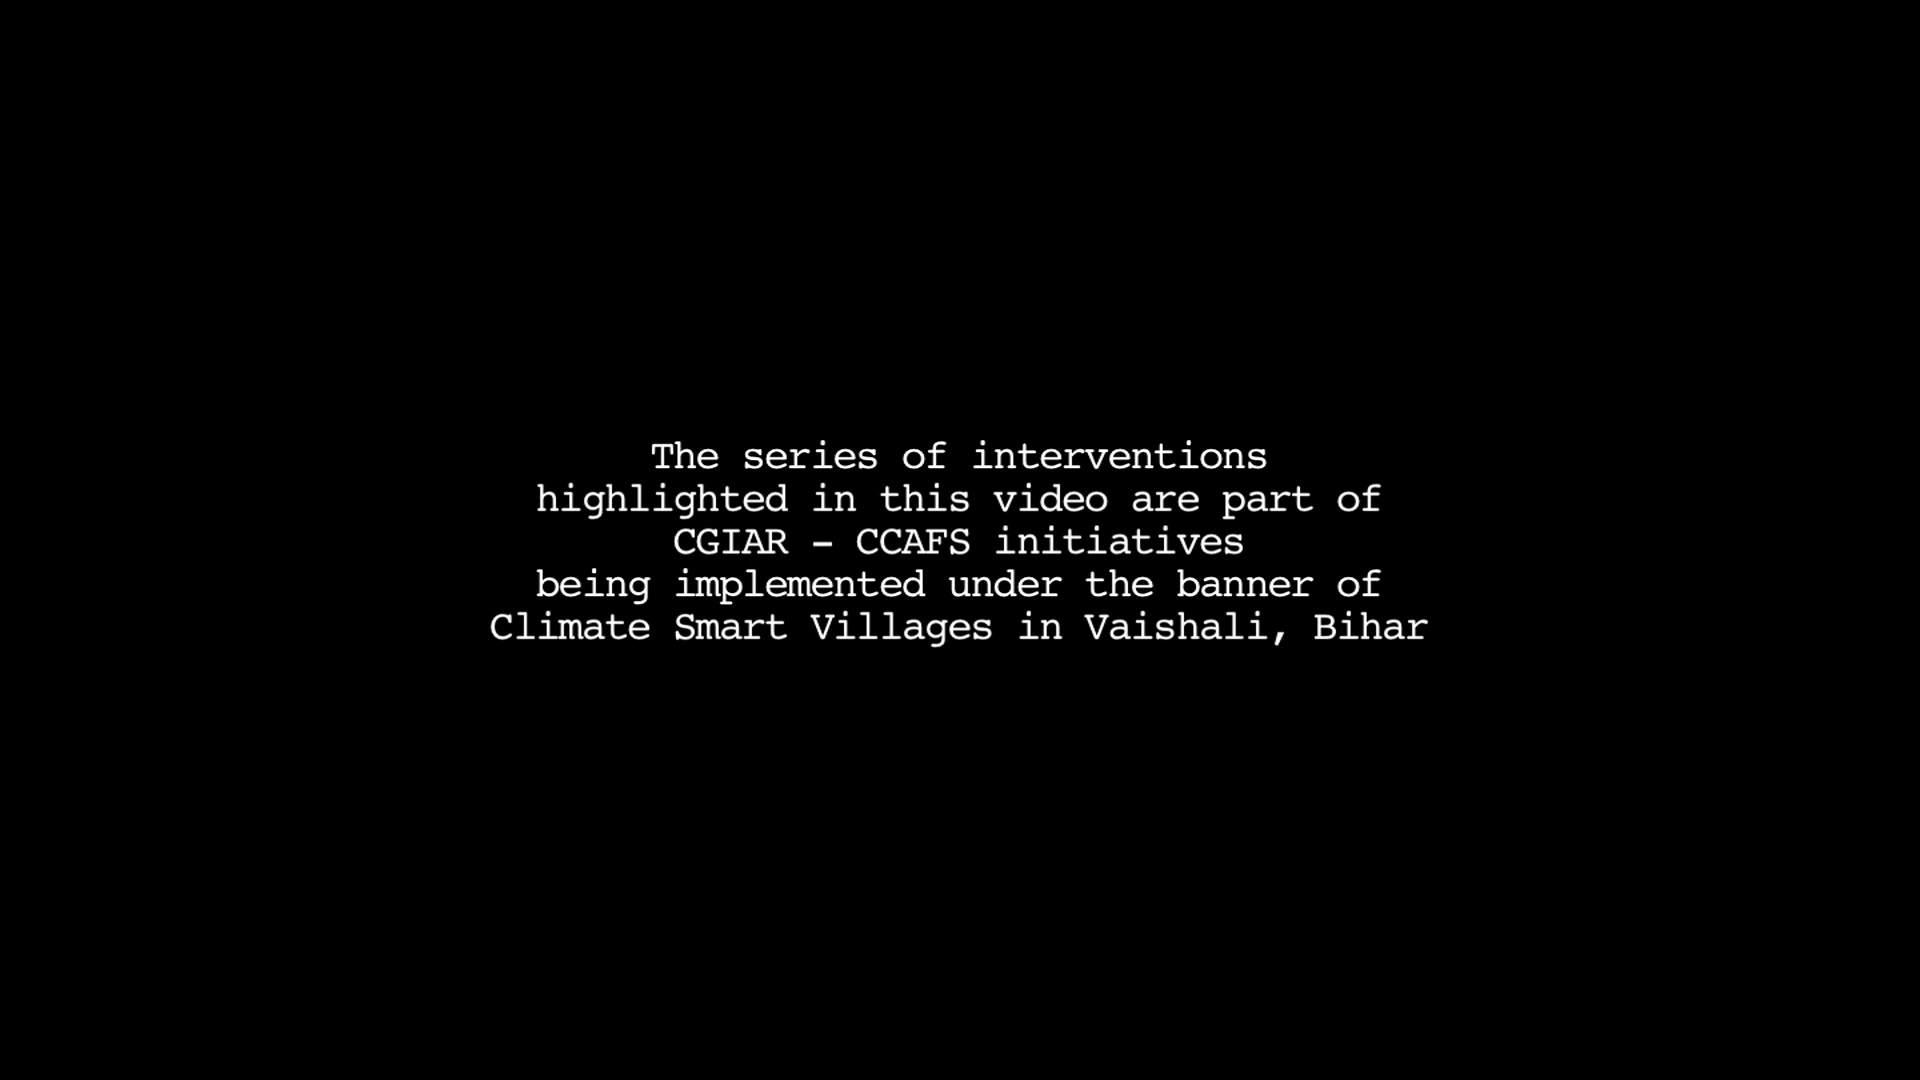 The series of interventions
highlighted in this video are part of
CGIAR – CCAFS initiatives
being implemented under the banner of
Climate Smart Villages in Vaishali, Bihar